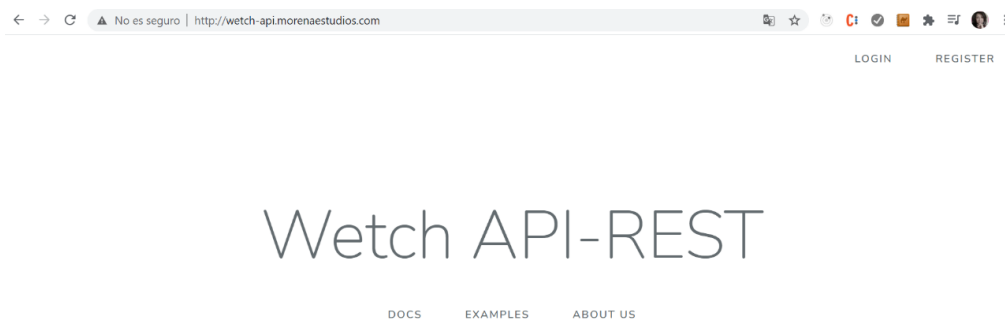 No es seguro | http://wetch-api.morenaestudios.com
LOGIN REGISTER
Wetch API-REST
DOCS EXAMPLES ABOUT US